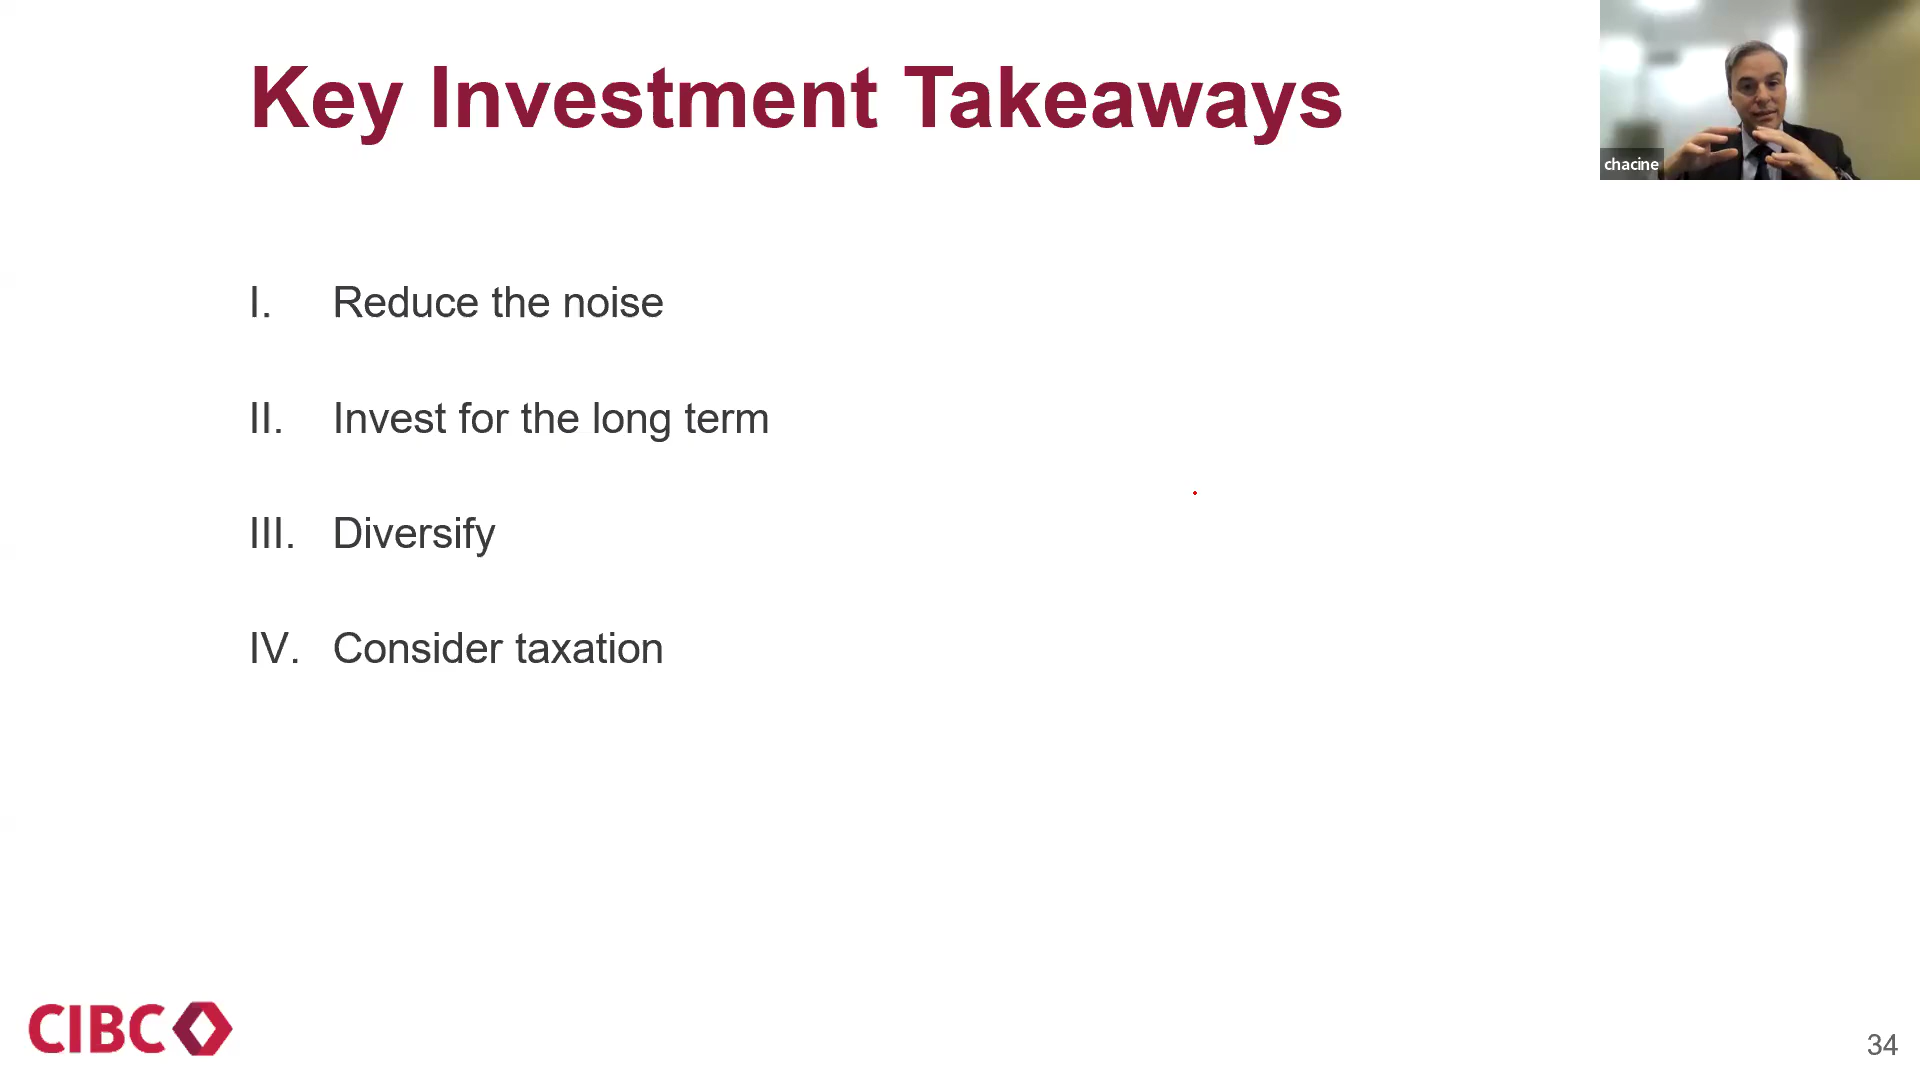 Key Investment Takeaways
chacine
I. Reduce the noise
II. Invest for the long term
III. Diversify
IV. Consider taxation
CIBC
34